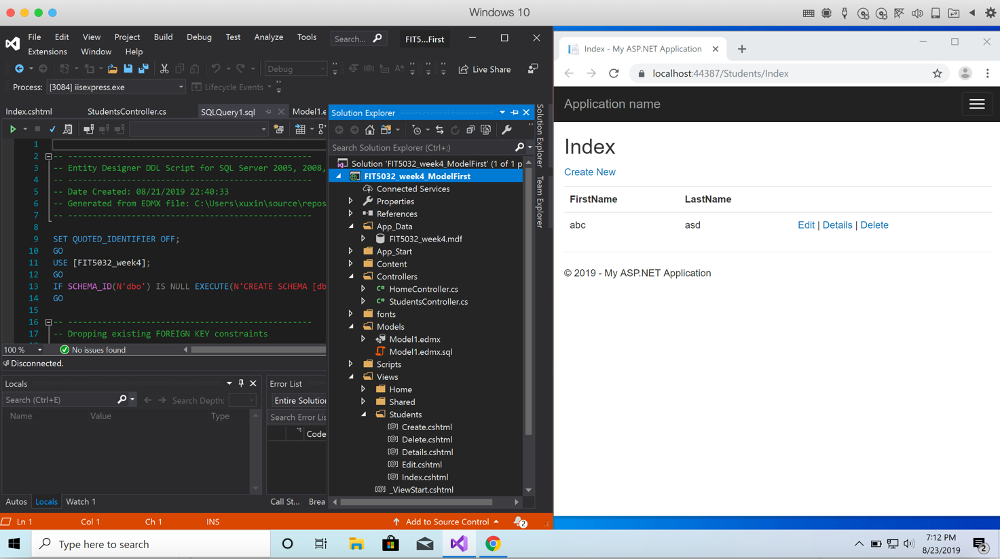 Windows 10
File Edit View Project Build Debug Test Analyze Tools
Search...
FIT5...First
Extensions Window Help
Debug
Live Share
Process: [3084] iisexpress.exe
Lifecycle Events
Index.cshtml StudentsController.cs SQLQuery1.sql Model1.e
1
2 -- --------------------------------------------------
3 -- Entity Designer DDL Script for SQL Server 2005, 2008,
4 -- --------------------------------------------------
5 -- Date Created: 08/21/2019 22:40:33
6 -- Generated from EDMX file: C:\Users\xuxin\source\repos
7 -- --------------------------------------------------
8
9 SET QUOTED_IDENTIFIER OFF;
10 GO
11 USE [FIT5032_week4];
12 GO
13 IF SCHEMA_ID(N'dbo') IS NULL EXECUTE(N'CREATE SCHEMA [db
14 GO
15
16 -- --------------------------------------------------
17 -- Dropping existing FOREIGN KEY constraints
100 %
No issues found
Disconnected.
Locals
Search (Ctrl+E)
Search Depth:
Name Value Type
Autos Locals Watch 1
Error List
Entire Solution
Search Error Lis
Code
Call St... Brea
Solution Explorer
Search Solution Explorer (Ctrl+;)
Solution 'FIT5032_week4_ModelFirst' (1 of 1 p
FIT5032_week4_ModelFirst
Connected Services
Properties
References
App_Data
FIT5032_week4.mdf
App_Start
Content
Controllers
C# HomeController.cs
C# StudentsController.cs
fonts
Models
Model1.edmx
Model1.edmx.sql
Scripts
Views
Home
Shared
Students
[@] Create.cshtml
[@] Delete.cshtml
[@] Details.cshtml
[@] Edit.cshtml
[@] Index.cshtml
[@] _ViewStart.cshtml
Solution Explorer
Team Explorer
Ln 1 Col 1 Ch 1 INS
Add to Source Control
2
Index - My ASP.NET Application
localhost:44387/Students/Index
Application name
Index
Create New
FirstName LastName
abc asd Edit | Details | Delete
© 2019 - My ASP.NET Application
Type here to search
7:12 PM
8/23/2019
2